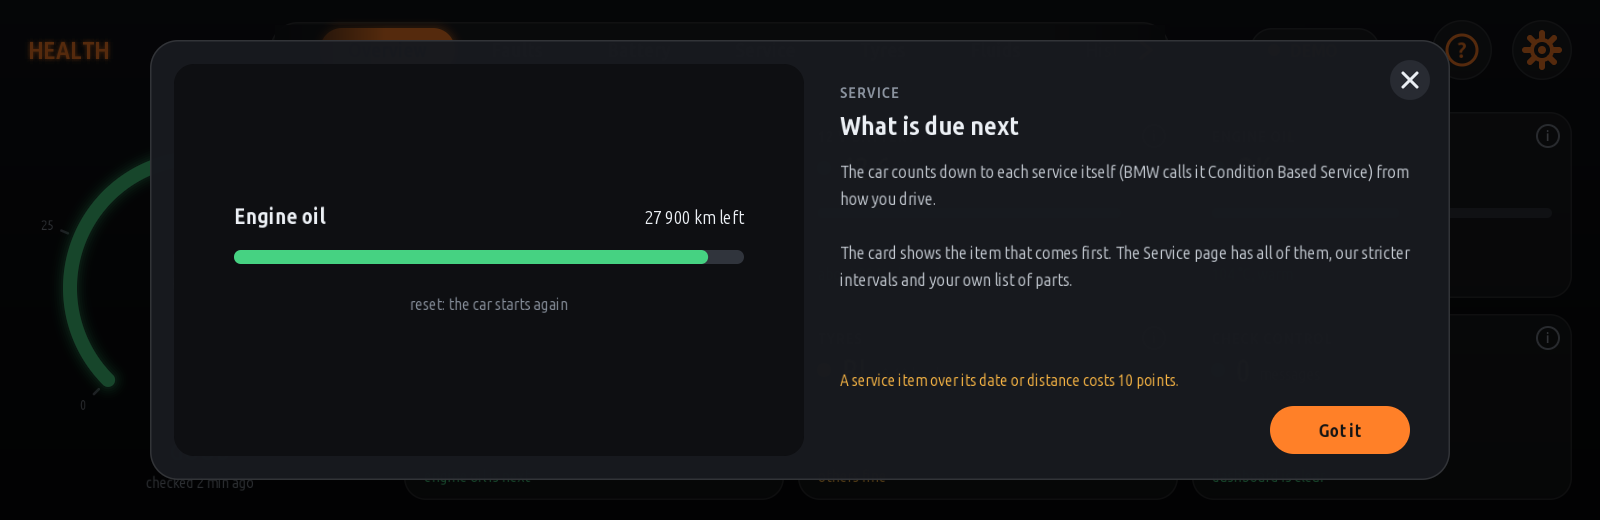 HEALTH
?
SERVICE
What is due next
The car counts down to each service itself (BMW calls it Condition Based Service) from
how you drive.
The card shows the item that comes first. The Service page has all of them, our stricter
intervals and your own list of parts.
Engine oil
27 900 km left
reset: the car starts again
A service item over its date or distance costs 10 points.
Got it
i
i
25
0
checked 2 min ago